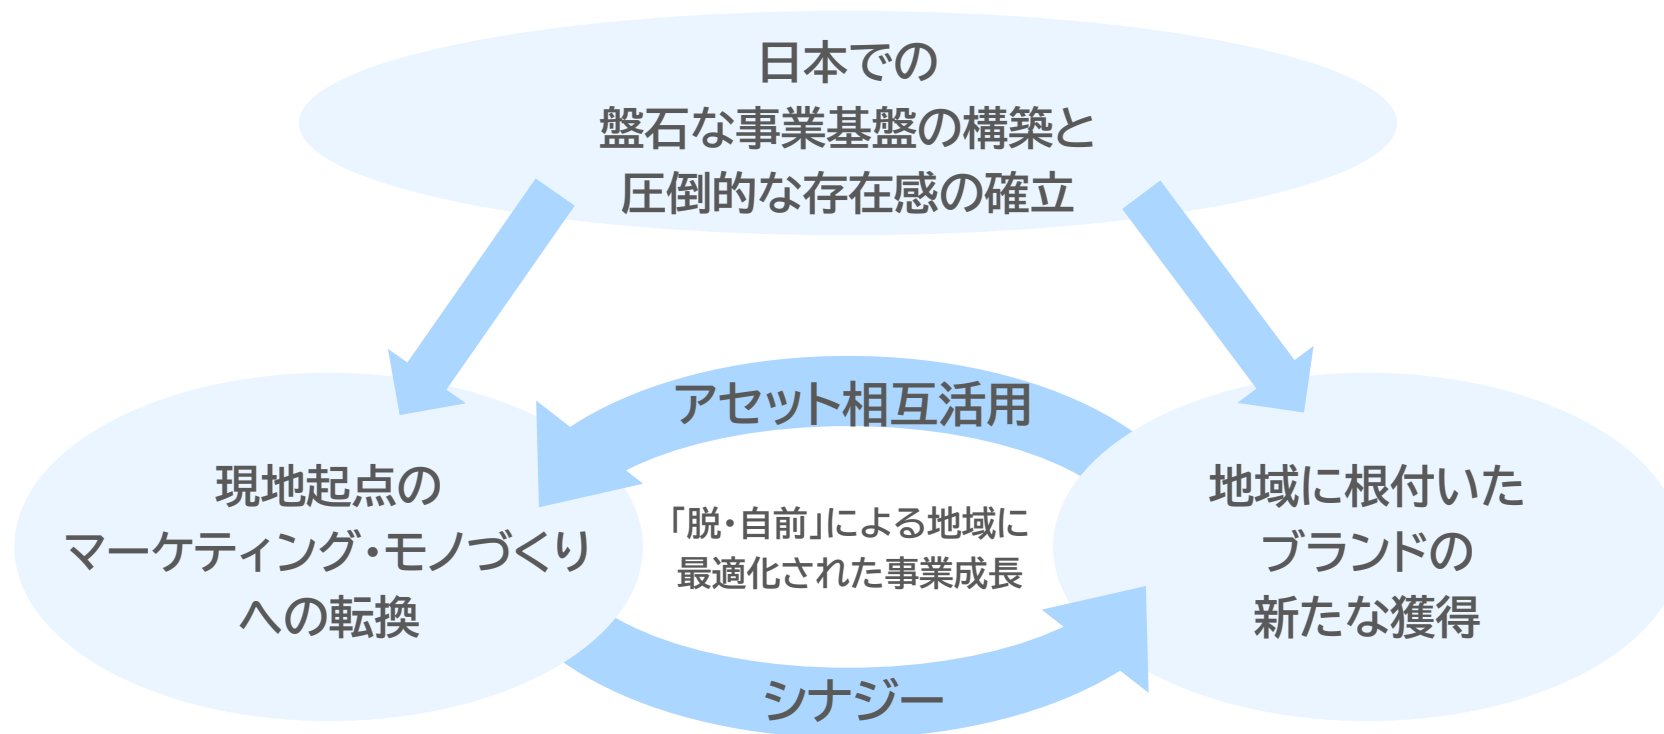 日本での
盤石な事業基盤の構築と
圧倒的な存在感の確立
アセット相互活用
現地起点の
マーケティング・モノづくり
への転換
「脱・自前」による地域に
最適化された事業成長
地域に根付いた
ブランドの
新たな獲得
シナジー